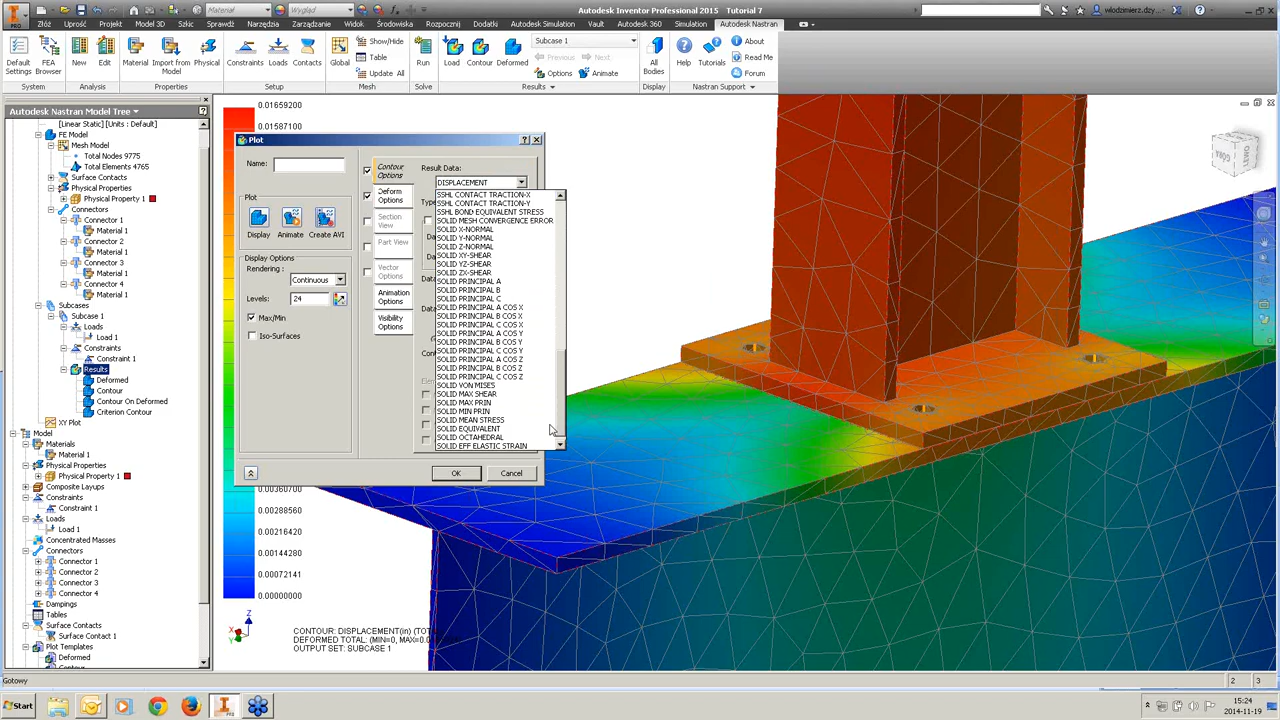 Materiał
Wygląd
Autodesk Inventor Professional 2015 Tutorial 7
włodzimierz.dzy...
Złóż Uprość Projekt Części Model 3D Szkic Sprawdź Narzędzia Zarządzanie Widok Środowiska Rozpocznij Dodatki Autodesk Simulation Vault Autodesk 360 Simulation Autodesk Nastran
Default Settings
FEA Browser
New
Edit
Material
Import from Model
Physical
Constraints
Loads
Contacts
Global
Show/Hide
Table
Update All
Run
Load
Contour
Deformed
Subcase 1
Previous
Next
Options
Animate
All Bodies
Help
Tutorials
About
Read Me
Forum
System
Analysis
Properties
Setup
Mesh
Solve
Results
Display
Nastran Support
Autodesk Nastran Model Tree
[Linear Static] [Units : Default]
FE Model
Mesh Model
Total Nodes 9775
Total Elements 4765
Surface Contacts
Physical Properties
Physical Property 1
Connectors
Connector 1
Material 1
Connector 2
Material 1
Connector 3
Material 1
Connector 4
Material 1
Subcases
Subcase 1
Loads
Load 1
Constraints
Constraint 1
Results
Deformed
Contour
Contour On Deformed
Criterion Contour
XY Plot
Model
Materials
Physical Properties
Physical Property 1
Composite Layups
Constraints
Constraint 1
Loads
Load 1
Concentrated Masses
Connectors
Connector 1
Connector 2
Connector 3
Connector 4
Dampings
Tables
Surface Contacts
Surface Contact 1
Plot Templates
Deformed
0.01659200
0.01587100
Plot
Name:
Plot
Display
Animate
Create AVI
Display Options
Rendering :
Continuous
Levels:
24
Max/Min
Iso-Surfaces
Contour Options
Deform Options
Section View
Part View
Vector Options
Animation Options
Visibility Options
Result Data:
DISPLACEMENT
SSHL CONTACT TRACTION-X
SSHL CONTACT TRACTION-Y
SSHL BOND EQUIVALENT STRESS
SOLID MESH CONVERGENCE ERROR
SOLID X-NORMAL
SOLID Y-NORMAL
SOLID Z-NORMAL
SOLID XY-SHEAR
SOLID YZ-SHEAR
SOLID ZX-SHEAR
SOLID PRINCIPAL A
SOLID PRINCIPAL B
SOLID PRINCIPAL C
SOLID PRINCIPAL A COS X
SOLID PRINCIPAL B COS X
SOLID PRINCIPAL C COS X
SOLID PRINCIPAL A COS Y
SOLID PRINCIPAL B COS Y
SOLID PRINCIPAL C COS Y
SOLID PRINCIPAL A COS Z
SOLID PRINCIPAL B COS Z
SOLID PRINCIPAL C COS Z
SOLID VON MISES
SOLID MAX SHEAR
SOLID MAX PRIN
SOLID MIN PRIN
SOLID MEAN STRESS
SOLID EQUIVALENT
SOLID OCTAHEDRAL
SOLID EFF ELASTIC STRAIN
OK
Cancel
0.00360700
0.00288560
0.00216420
0.00144280
0.00072141
0.00000000
Z
X
Y
CONTOUR: DISPLACEMENT(in) (TOT
DEFORMED TOTAL: (MIN=0, MAX=0.0
OUTPUT SET: SUBCASE 1
Gotowy
2 3
Start
15:24
2014-11-19